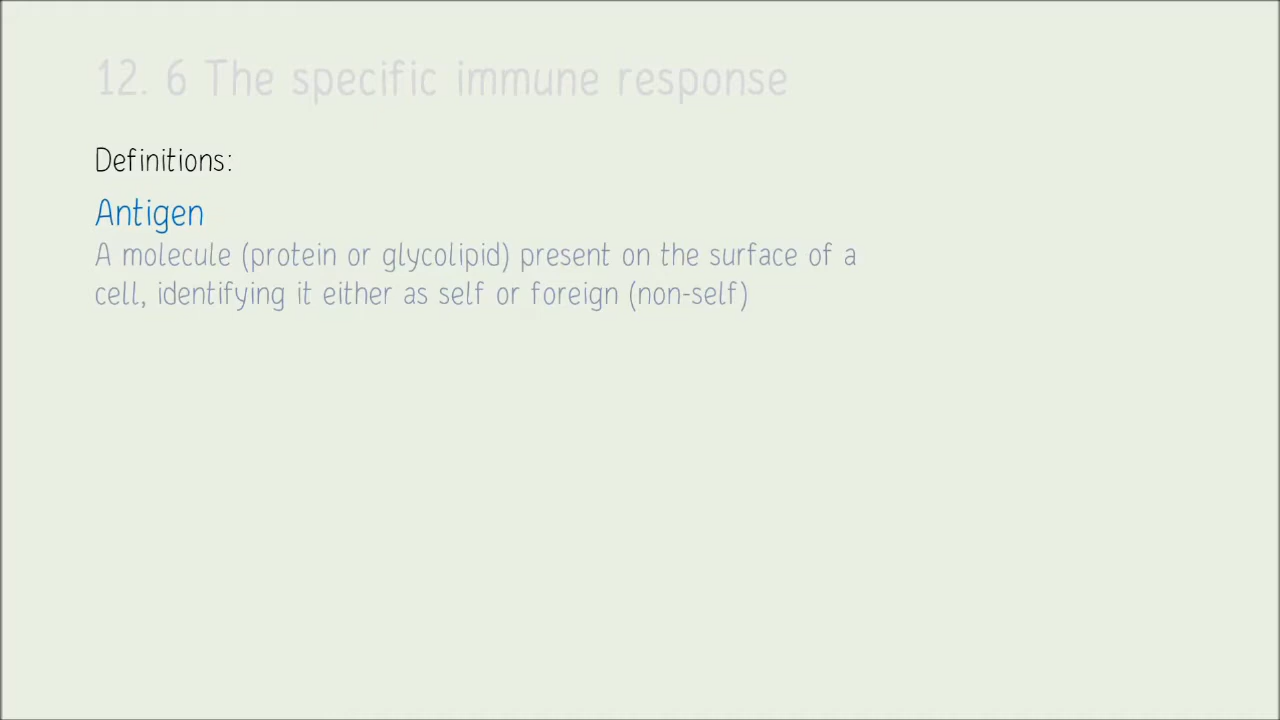 12. 6 The specific immune response
Definitions:
Antigen
A molecule (protein or glycolipid) present on the surface of a
cell, identifying it either as self or foreign (non-self)